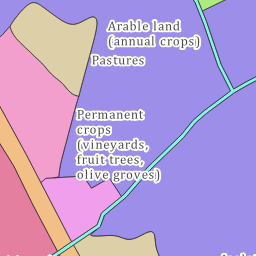 Arable land
(annual crops)
Pastures
Permanent
crops
(vineyards,
fruit trees,
olive groves)